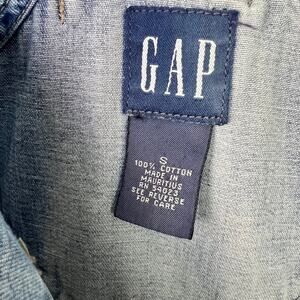 GAP
S
100% COTTON
MADE IN
MAURITIUS
RN 54023
SEE REVERSE
FOR CARE